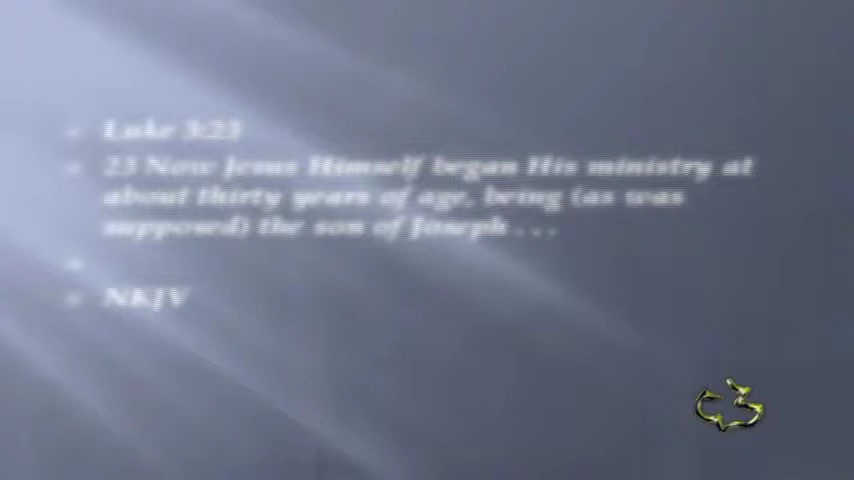 Luke 3:23
23 Now Jesus Himself began His ministry at
about thirty years of age, being (as was
supposed) the son of Joseph . . .
NKJV
C3